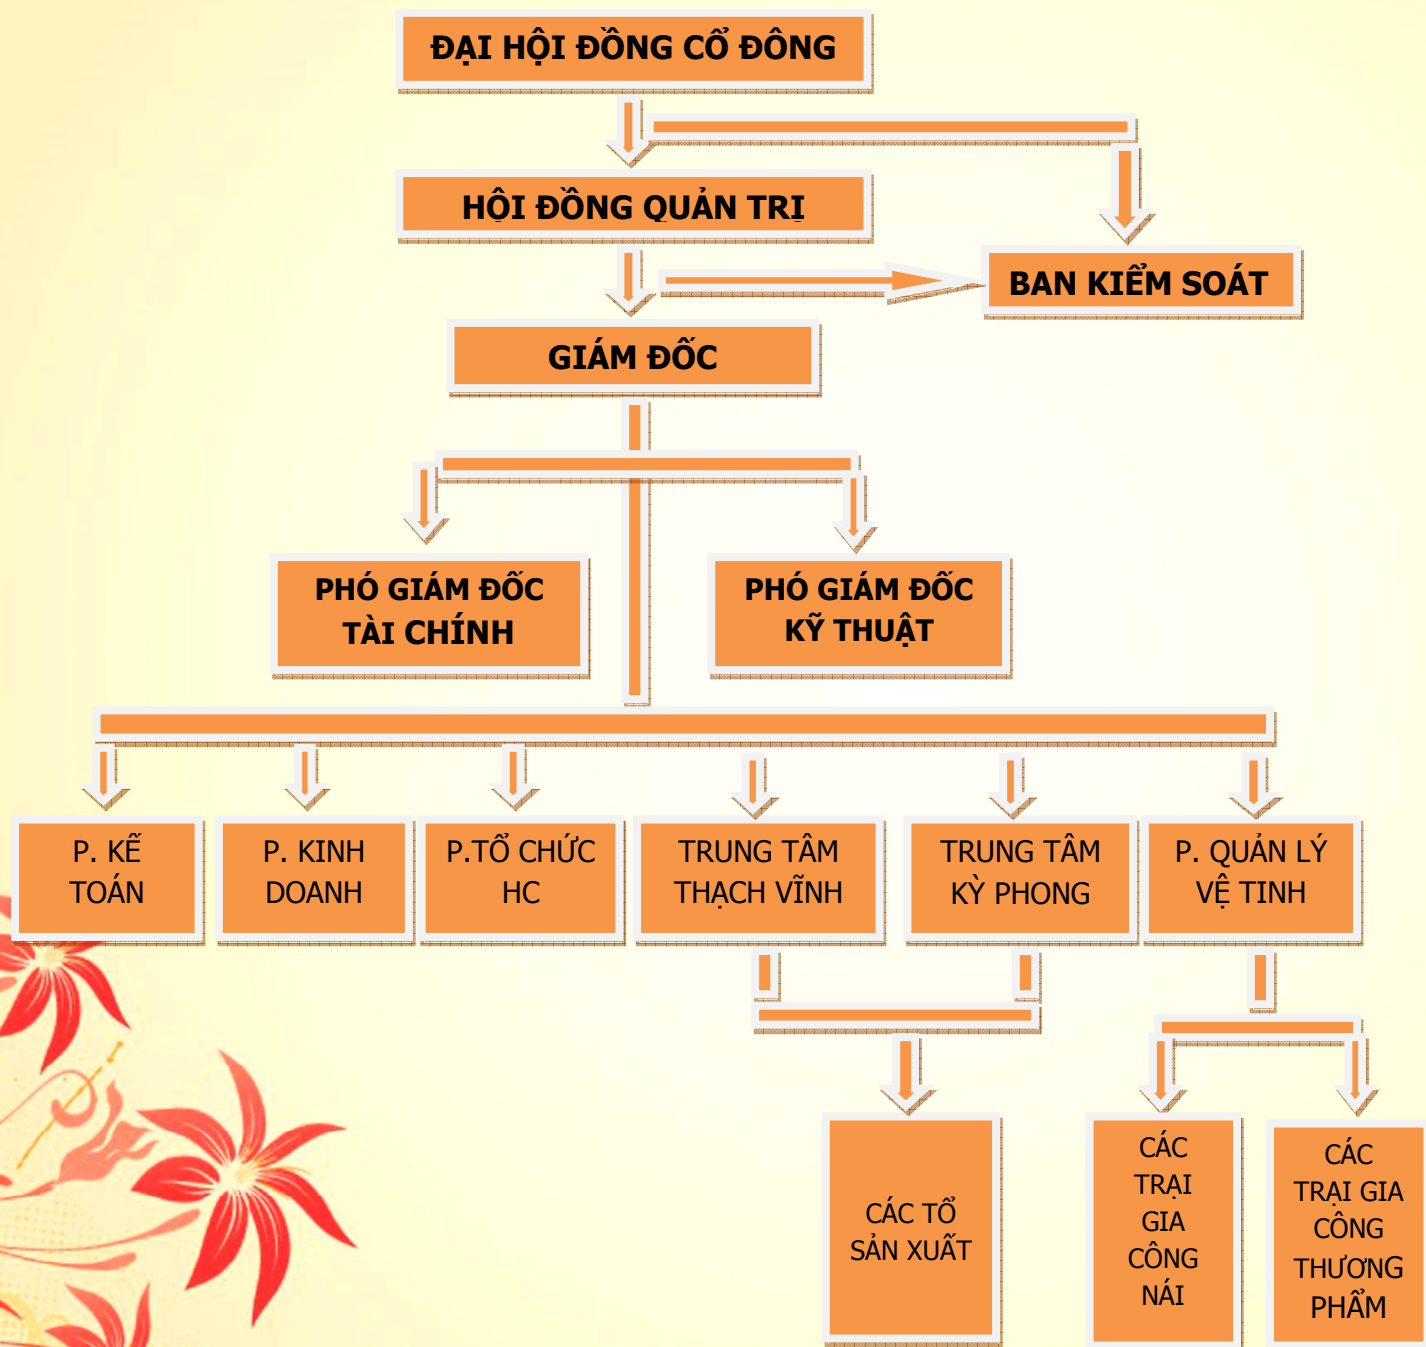 ĐẠI HỘI ĐỒNG CỔ ĐÔNG
HỘI ĐỒNG QUẢN TRỊ
BAN KIỂM SOÁT
GIÁM ĐỐC
PHÓ GIÁM ĐỐC
TÀI CHÍNH
PHÓ GIÁM ĐỐC
KỸ THUẬT
P. KẾ
TOÁN
P. KINH
DOANH
P.TỔ CHỨC
HC
TRUNG TÂM
THẠCH VĨNH
TRUNG TÂM
KỲ PHONG
P. QUẢN LÝ
VỆ TINH
CÁC TỔ
SẢN XUẤT
CÁC
TRẠI
GIA
CÔNG
NÁI
CÁC
TRẠI GIA
CÔNG
THƯƠNG
PHẨM